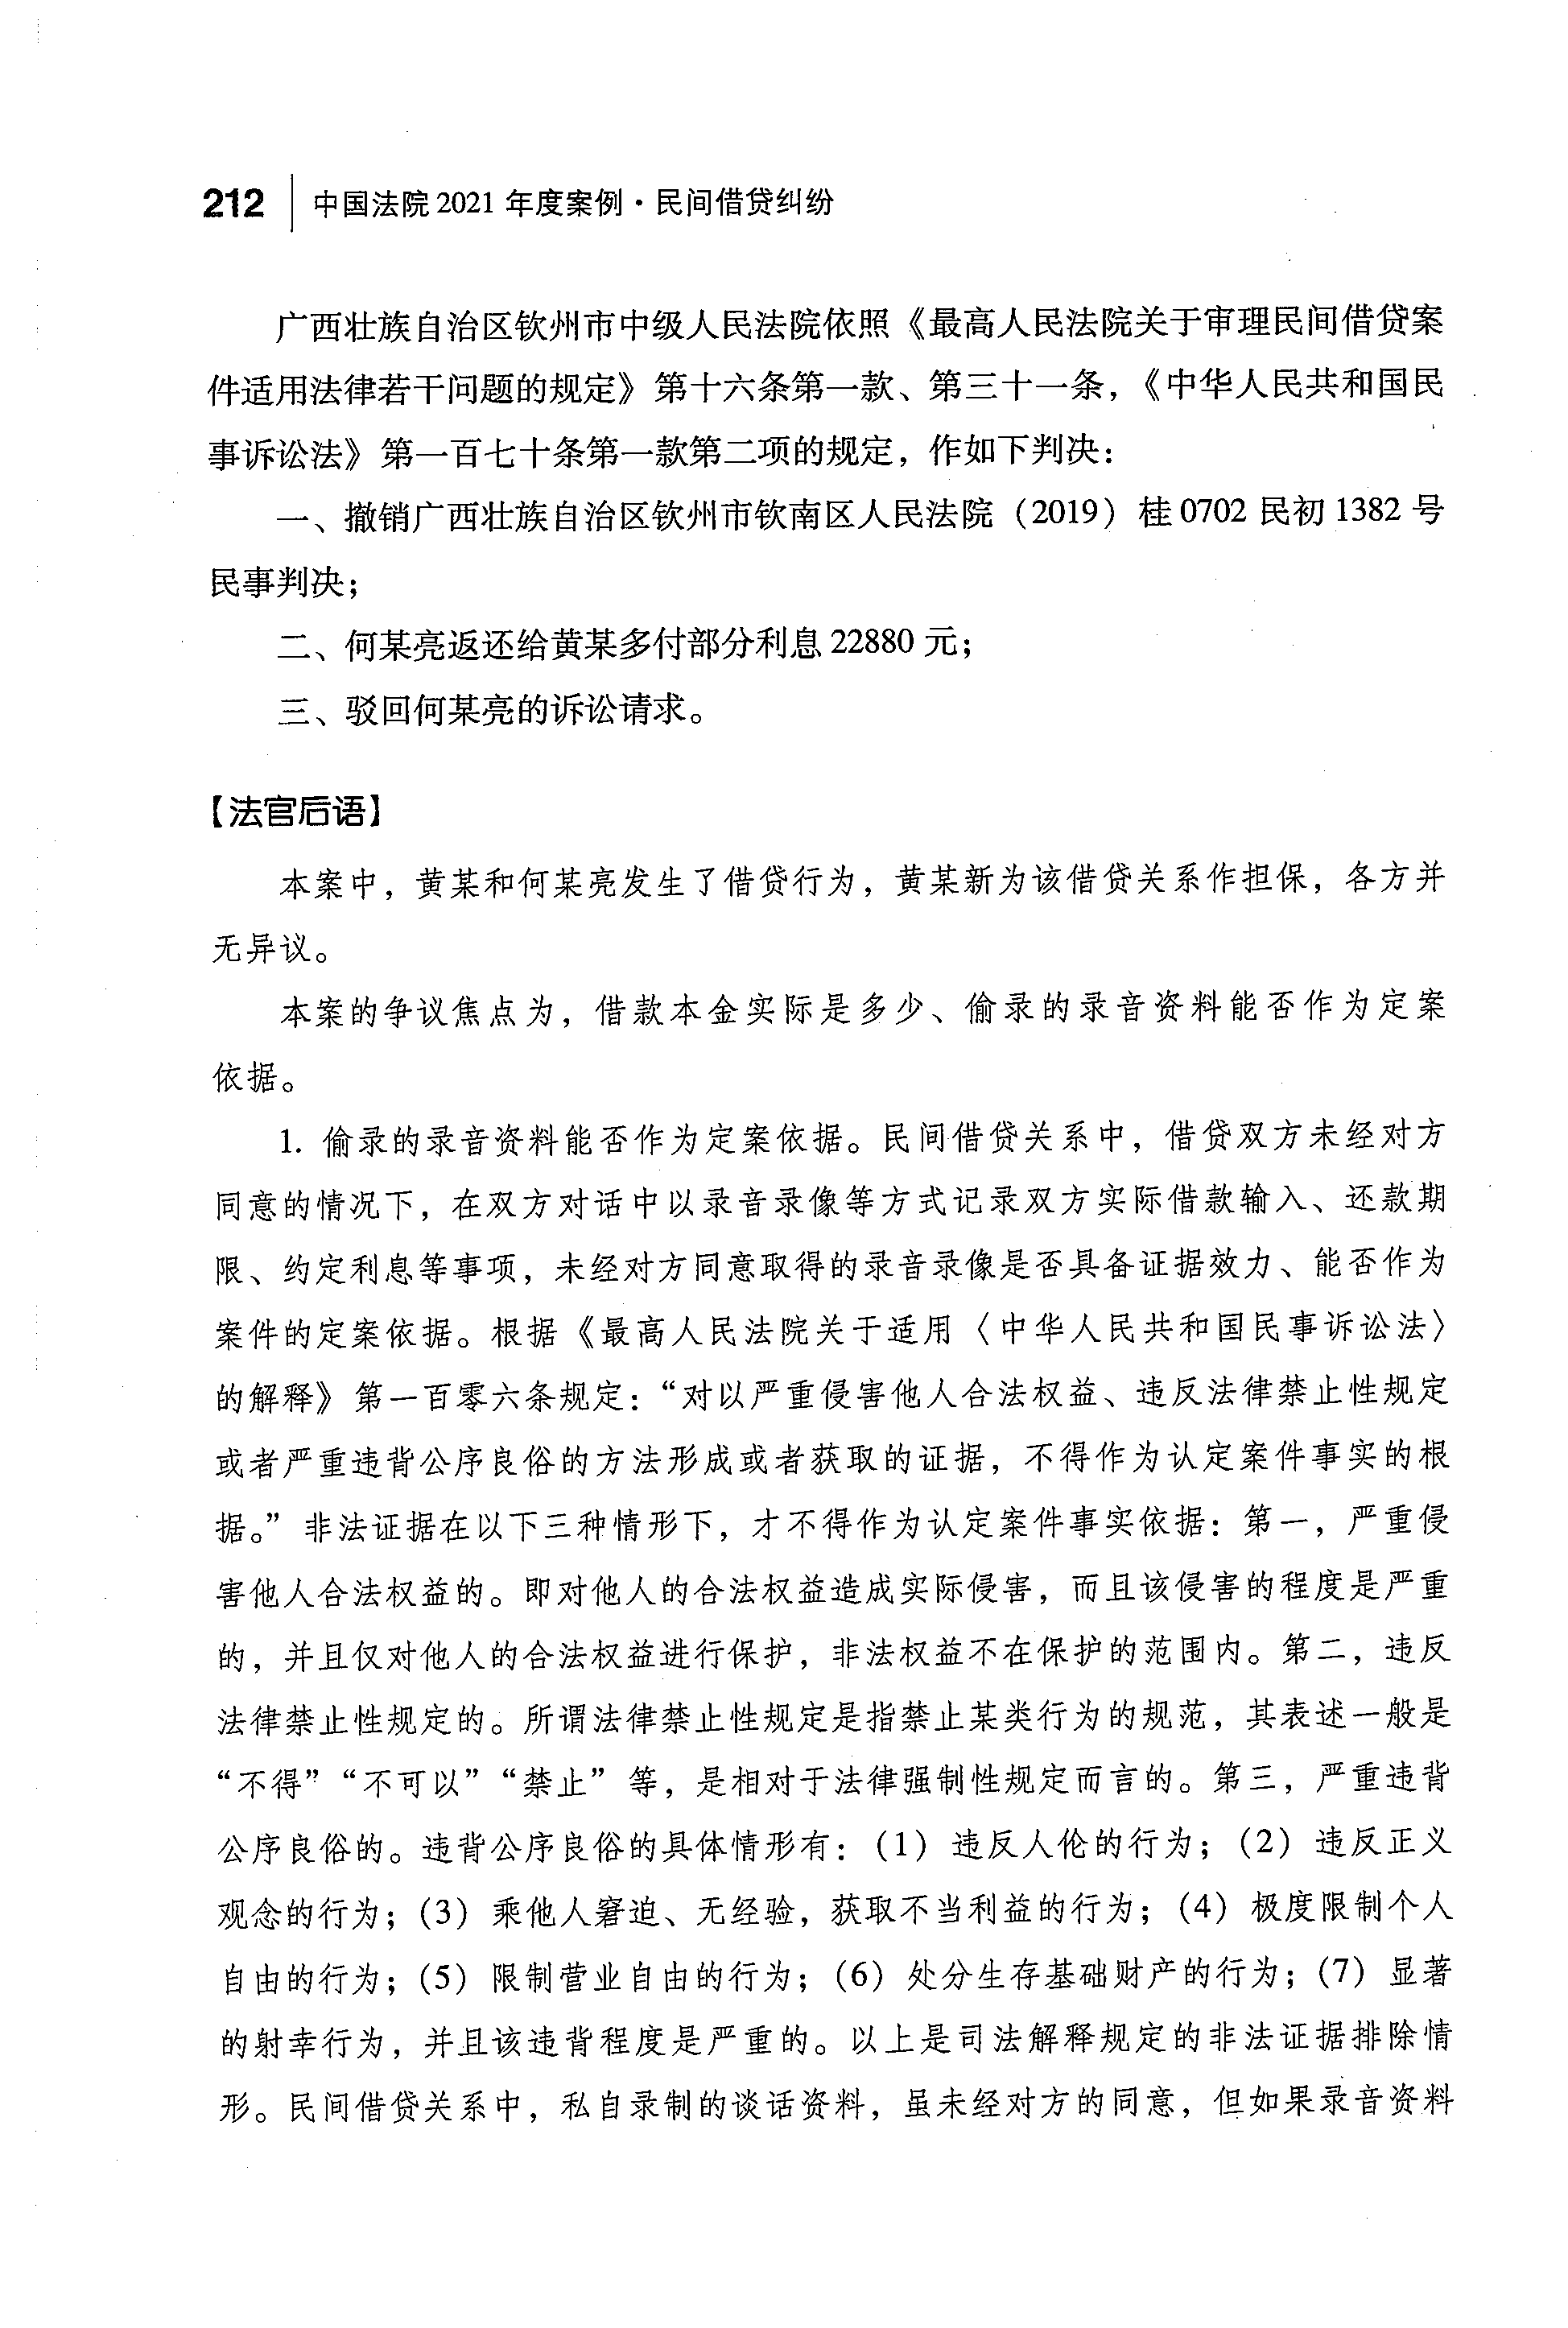 212 中国法院2021年度案例·民间借贷纠纷
广西壮族自治区钦州市中级人民法院依照《最高人民法院关于审理民间借贷案
件适用法律若干问题的规定》第十六条第一款、第三十一条，《中华人民共和国民
事诉讼法》第一百七十条第一款第二项的规定，作如下判决：
一、撤销广西壮族自治区钦州市钦南区人民法院（2019）桂0702民初1382号
民事判决；
二、何某亮返还给黄某多付部分利息22880元；
三、驳回何某亮的诉讼请求。
【法官后语】
本案中，黄某和何某亮发生了借贷行为，黄某新为该借贷关系作担保，各方并
无异议。
本案的争议焦点为，借款本金实际是多少、偷录的录音资料能否作为定案
依据。
1. 偷录的录音资料能否作为定案依据。民间借贷关系中，借贷双方未经对方
同意的情况下，在双方对话中以录音录像等方式记录双方实际借款输入、还款期
限、约定利息等事项，未经对方同意取得的录音录像是否具备证据效力、能否作为
案件的定案依据。根据《最高人民法院关于适用〈中华人民共和国民事诉讼法〉
的解释》第一百零六条规定：“对以严重侵害他人合法权益、违反法律禁止性规定
或者严重违背公序良俗的方法形成或者获取的证据，不得作为认定案件事实的根
据。”非法证据在以下三种情形下，才不得作为认定案件事实依据：第一，严重侵
害他人合法权益的。即对他人的合法权益造成实际侵害，而且该侵害的程度是严重
的，并且仅对他人的合法权益进行保护，非法权益不在保护的范围内。第二，违反
法律禁止性规定的。所谓法律禁止性规定是指禁止某类行为的规范，其表述一般是
“不得”“不可以”“禁止”等，是相对于法律强制性规定而言的。第三，严重违背
公序良俗的。违背公序良俗的具体情形有：（1）违反人伦的行为；（2）违反正义
观念的行为；（3）乘他人窘迫、无经验，获取不当利益的行为；（4）极度限制个人
自由的行为；（5）限制营业自由的行为；（6）处分生存基础财产的行为；（7）显著
的射幸行为，并且该违背程度是严重的。以上是司法解释规定的非法证据排除情
形。民间借贷关系中，私自录制的谈话资料，虽未经对方的同意，但如果录音资料